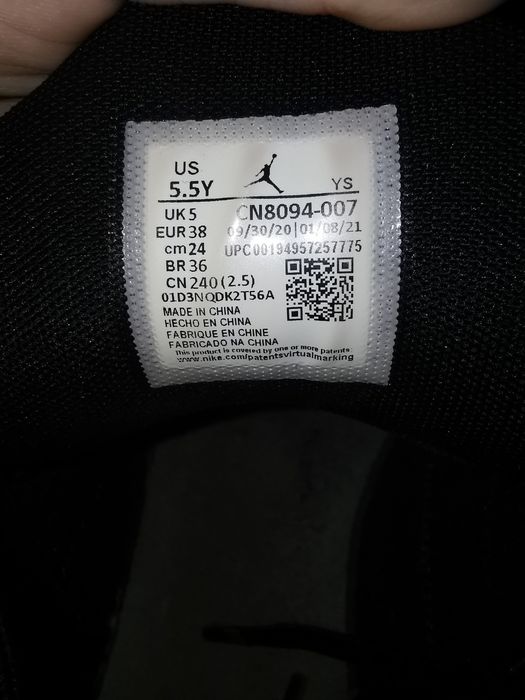 US
5.5Y
YS
UK 5
CN8094-007
EUR 38
09/30/20 | 01/08/21
cm 24
UPC 00194957257775
BR 36
CN 240 (2.5)
01D3NQDK2T56A
MADE IN CHINA
HECHO EN CHINA
FABRIQUE EN CHINE
FABRICADO NA CHINA
This product is covered by one or more patents
www.nike.com/patentsvirtualmarking